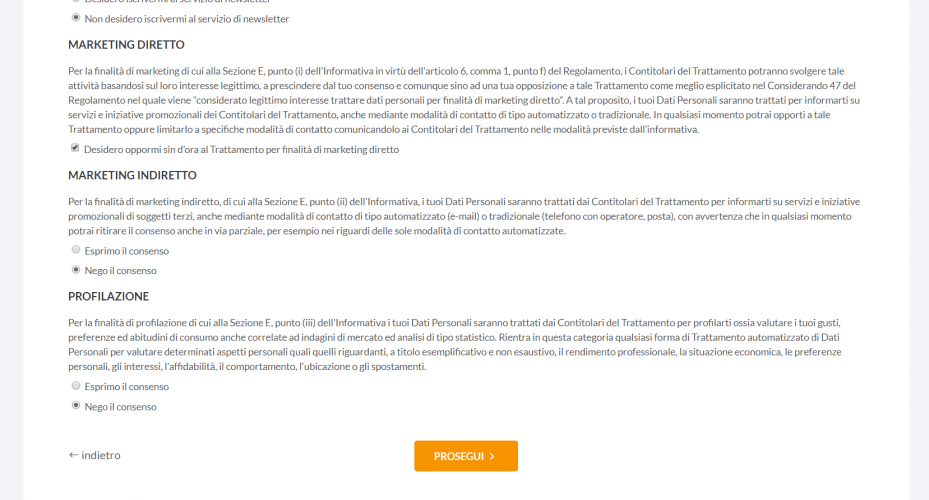 Desidero iscrivermi al servizio di newsletter
Non desidero iscrivermi al servizio di newsletter
MARKETING DIRETTO
Per la finalità di marketing di cui alla Sezione E, punto (i) dell'Informativa in virtù dell'articolo 6, comma 1, punto f) del Regolamento, i Contitolari del Trattamento potranno svolgere tale
attività basandosi sul loro interesse legittimo, a prescindere dal tuo consenso e comunque sino ad una tua opposizione a tale Trattamento come meglio esplicitato nel Considerando 47 del
Regolamento nel quale viene "considerato legittimo interesse trattare dati personali per finalità di marketing diretto". A tal proposito, i tuoi Dati Personali saranno trattati per informarti su
servizi e iniziative promozionali dei Contitolari del Trattamento, anche mediante modalità di contatto di tipo automatizzato o tradizionale. In qualsiasi momento potrai opporti a tale
Trattamento oppure limitarlo a specifiche modalità di contatto comunicandolo ai Contitolari del Trattamento nelle modalità previste dall'informativa.
Desidero oppormi sin d'ora al Trattamento per finalità di marketing diretto
MARKETING INDIRETTO
Per la finalità di marketing indiretto, di cui alla Sezione E, punto (ii) dell'Informativa, i tuoi Dati Personali saranno trattati dai Contitolari del Trattamento per informarti su servizi e iniziative
promozionali di soggetti terzi, anche mediante modalità di contatto di tipo automatizzato (e-mail) o tradizionale (telefono con operatore, posta), con avvertenza che in qualsiasi momento
potrai ritirare il consenso anche in via parziale, per esempio nei riguardi delle sole modalità di contatto automatizzate.
Esprimo il consenso
Nego il consenso
PROFILAZIONE
Per la finalità di profilazione di cui alla Sezione E, punto (iii) dell'Informativa i tuoi Dati Personali saranno trattati dai Contitolari del Trattamento per profilarti ossia valutare i tuoi gusti,
preferenze ed abitudini di consumo anche correlate ad indagini di mercato ed analisi di tipo statistico. Rientra in questa categoria qualsiasi forma di Trattamento automatizzato di Dati
Personali per valutare determinati aspetti personali quali quelli riguardanti, a titolo esemplificativo e non esaustivo, il rendimento professionale, la situazione economica, le preferenze
personali, gli interessi, l'affidabilità, il comportamento, l'ubicazione o gli spostamenti.
Esprimo il consenso
Nego il consenso
← indietro
PROSEGUI >